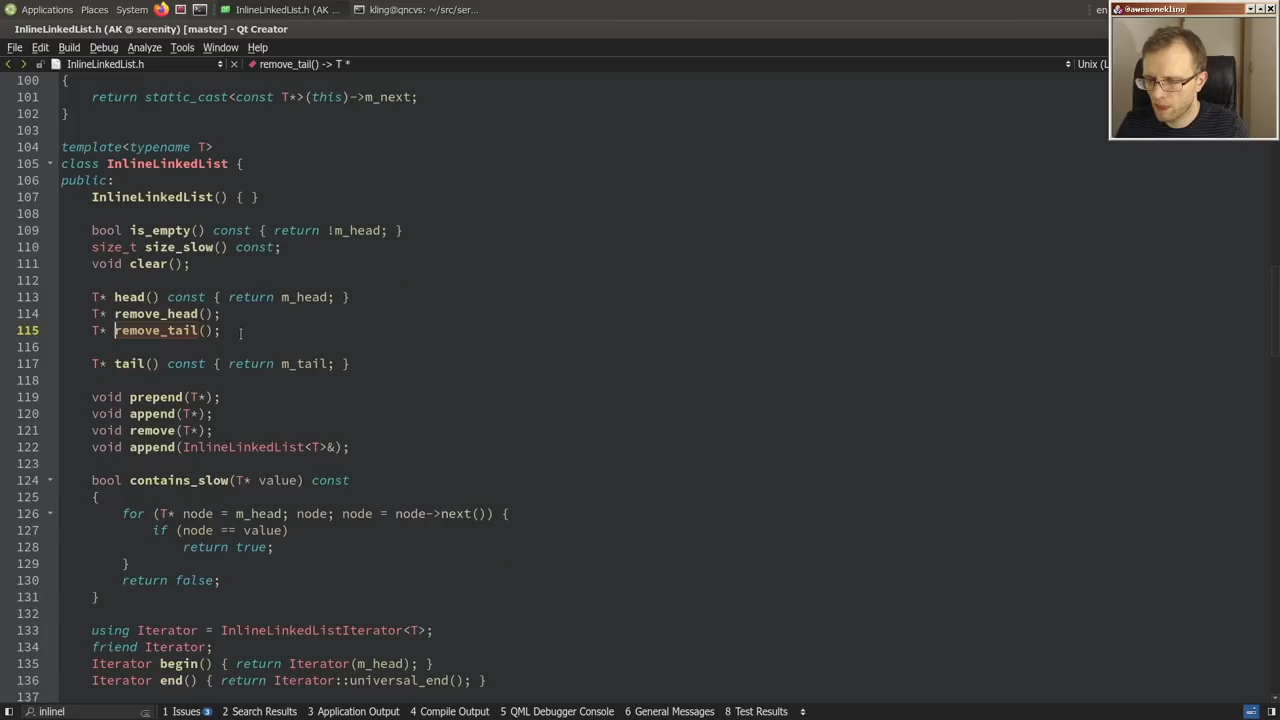 Applications Places System InlineLinkedList.h (AK ... kling@qncvs: ~/src/ser... en
@awesomekling
InlineLinkedList.h (AK @ serenity) [master] - Qt Creator
File Edit Build Debug Analyze Tools Window Help
InlineLinkedList.h remove_tail() -> T * Unix (L
100 {
101 return static_cast<const T*>(this)->m_next;
102 }
103
104 template<typename T>
105 class InlineLinkedList {
106 public:
107 InlineLinkedList() { }
108
109 bool is_empty() const { return !m_head; }
110 size_t size_slow() const;
111 void clear();
112
113 T* head() const { return m_head; }
114 T* remove_head();
115 T* remove_tail();
116
117 T* tail() const { return m_tail; }
118
119 void prepend(T*);
120 void append(T*);
121 void remove(T*);
122 void append(InlineLinkedList<T>&);
123
124 bool contains_slow(T* value) const
125 {
126 for (T* node = m_head; node; node = node->next()) {
127 if (node == value)
128 return true;
129 }
130 return false;
131 }
132
133 using Iterator = InlineLinkedListIterator<T>;
134 friend Iterator;
135 Iterator begin() { return Iterator(m_head); }
136 Iterator end() { return Iterator::universal_end(); }
137
inlinel 1 Issues 3 2 Search Results 3 Application Output 4 Compile Output 5 QML Debugger Console 6 General Messages 8 Test Results